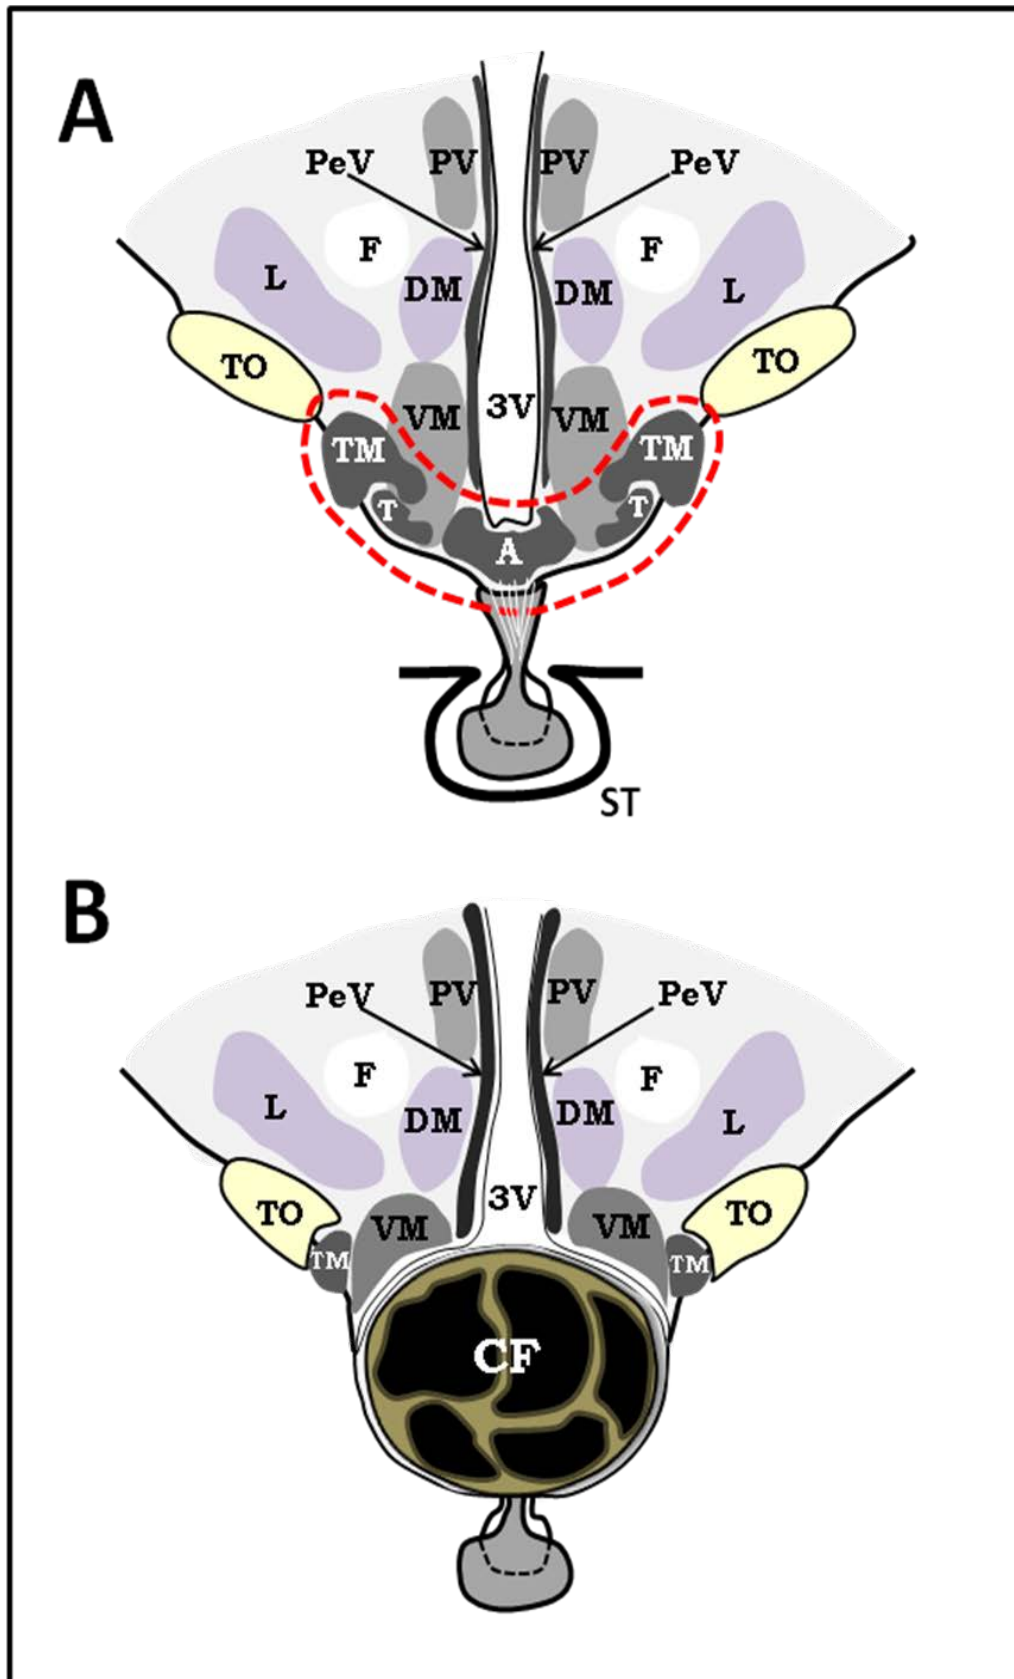 A
PeV PV PV PeV
F F
L DM DM L
TO TO
VM 3V VM
TM TM
T T
A
ST
B
PeV PV PV PeV
F F
L DM DM L
3V
TO VM VM TO
TM TM
CF